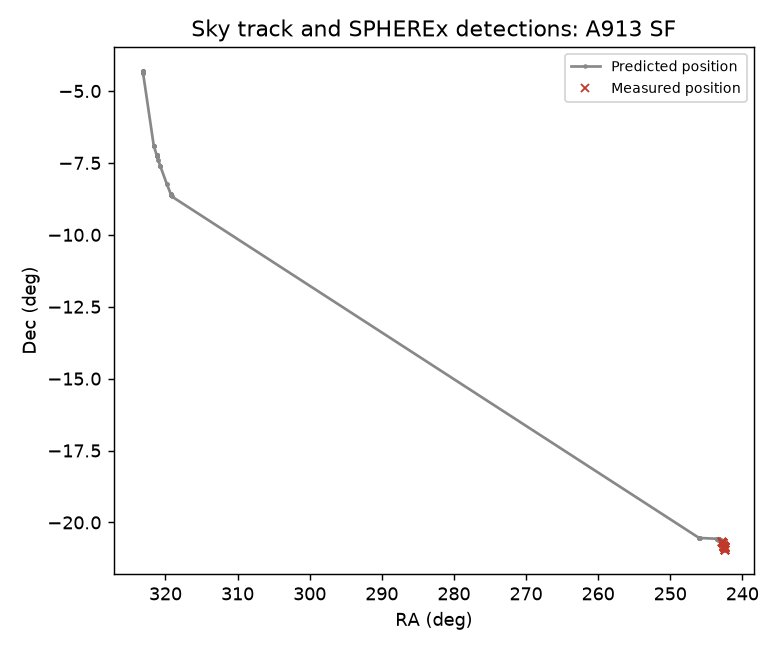 Sky track and SPHEREx detections: A913 SF
Predicted position
Measured position
−5.0
−7.5
−10.0
−12.5
−15.0
−17.5
−20.0
Dec (deg)
320 310 300 290 280 270 260 250 240
RA (deg)